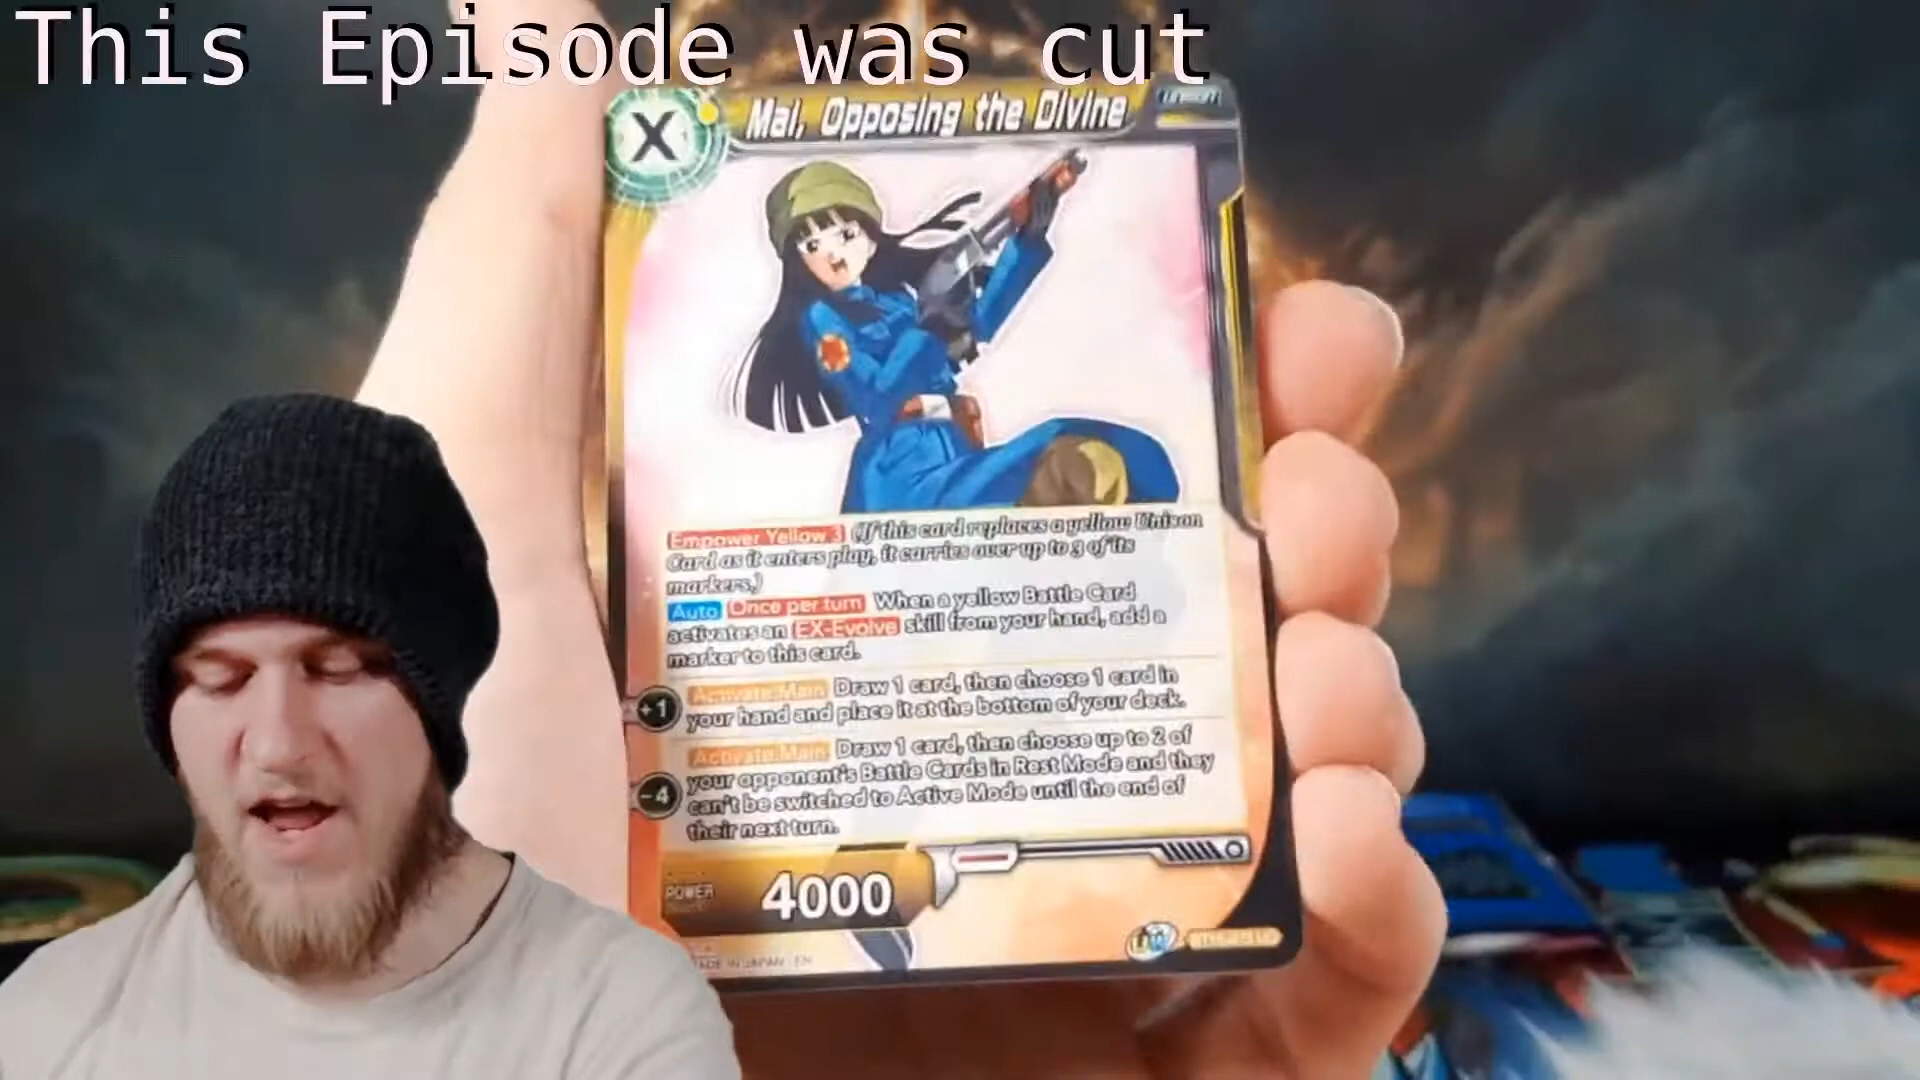 This Episode was cut
X
Mai, Opposing the Divine
Empower Yellow 3 (If this card replaces a yellow Unison
Card as it enters play, it carries over up to 3 of its
markers.)
Auto Once per turn When a yellow Battle Card
activates an EX-Evolve skill from your hand, add a
marker to this card.
+1 Activate:Main Draw 1 card, then choose 1 card in
your hand and place it at the bottom of your deck.
Activate:Main Draw 1 card, then choose up to 2 of
-4 your opponent's Battle Cards in Rest Mode and they
can't be switched to Active Mode until the end of
their next turn.
POWER 4000
MADE IN JAPAN EN